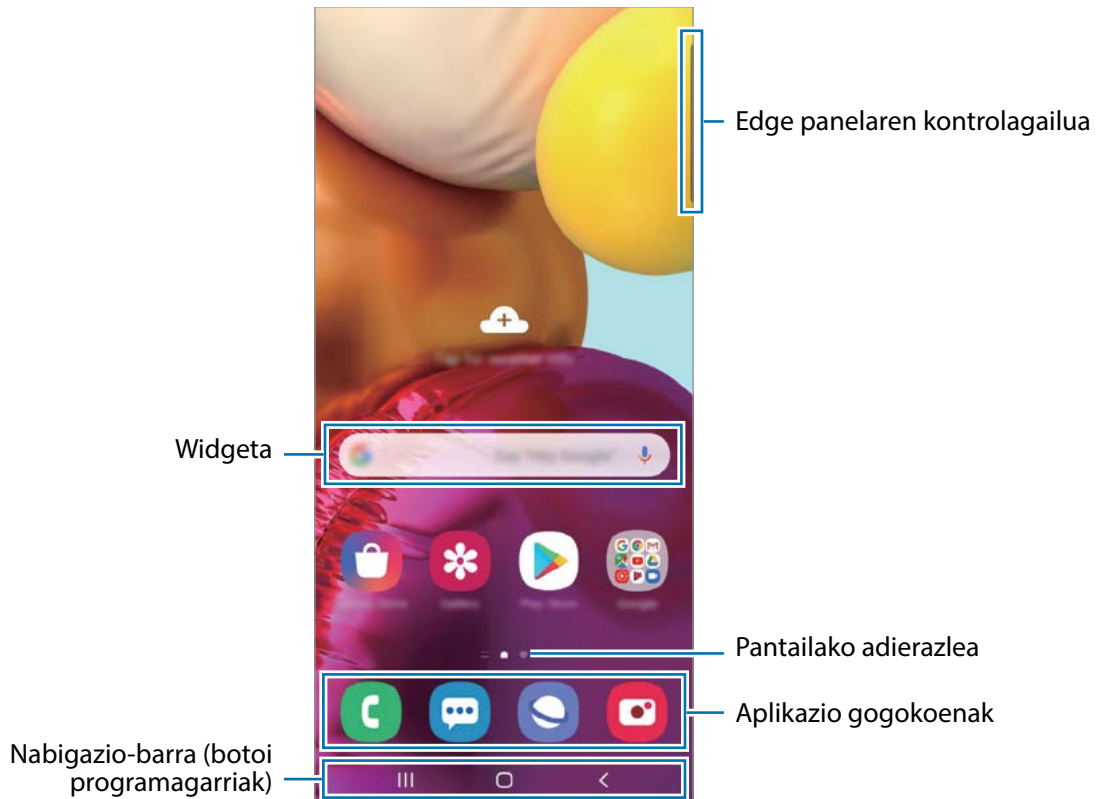 Edge panelaren kontrolagailua
Widgeta
Pantailako adierazlea
Aplikazio gogokoenak
Nabigazio-barra (botoi
programagarriak)